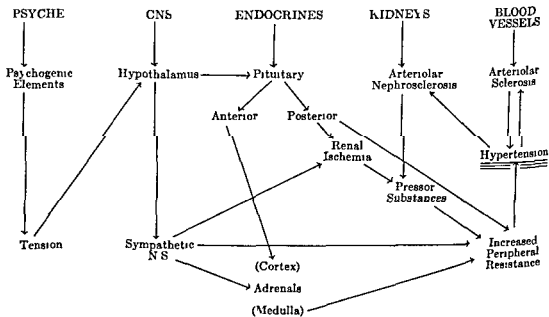 PSYCHE
CNS
ENDOCRINES
KIDNEYS
BLOOD
VESSELS
Psychogenic
Elements
Hypothalamus
Pituitary
Arteriolar
Nephrosclerosis
Arteriolar
Sclerosis
Anterior
Posterior
Renal
Ischemia
Hypertension
Pressor
Substances
Tension
Sympathetic
N S
Increased
Peripheral
Resistance
(Cortex)
Adrenals
(Medulla)